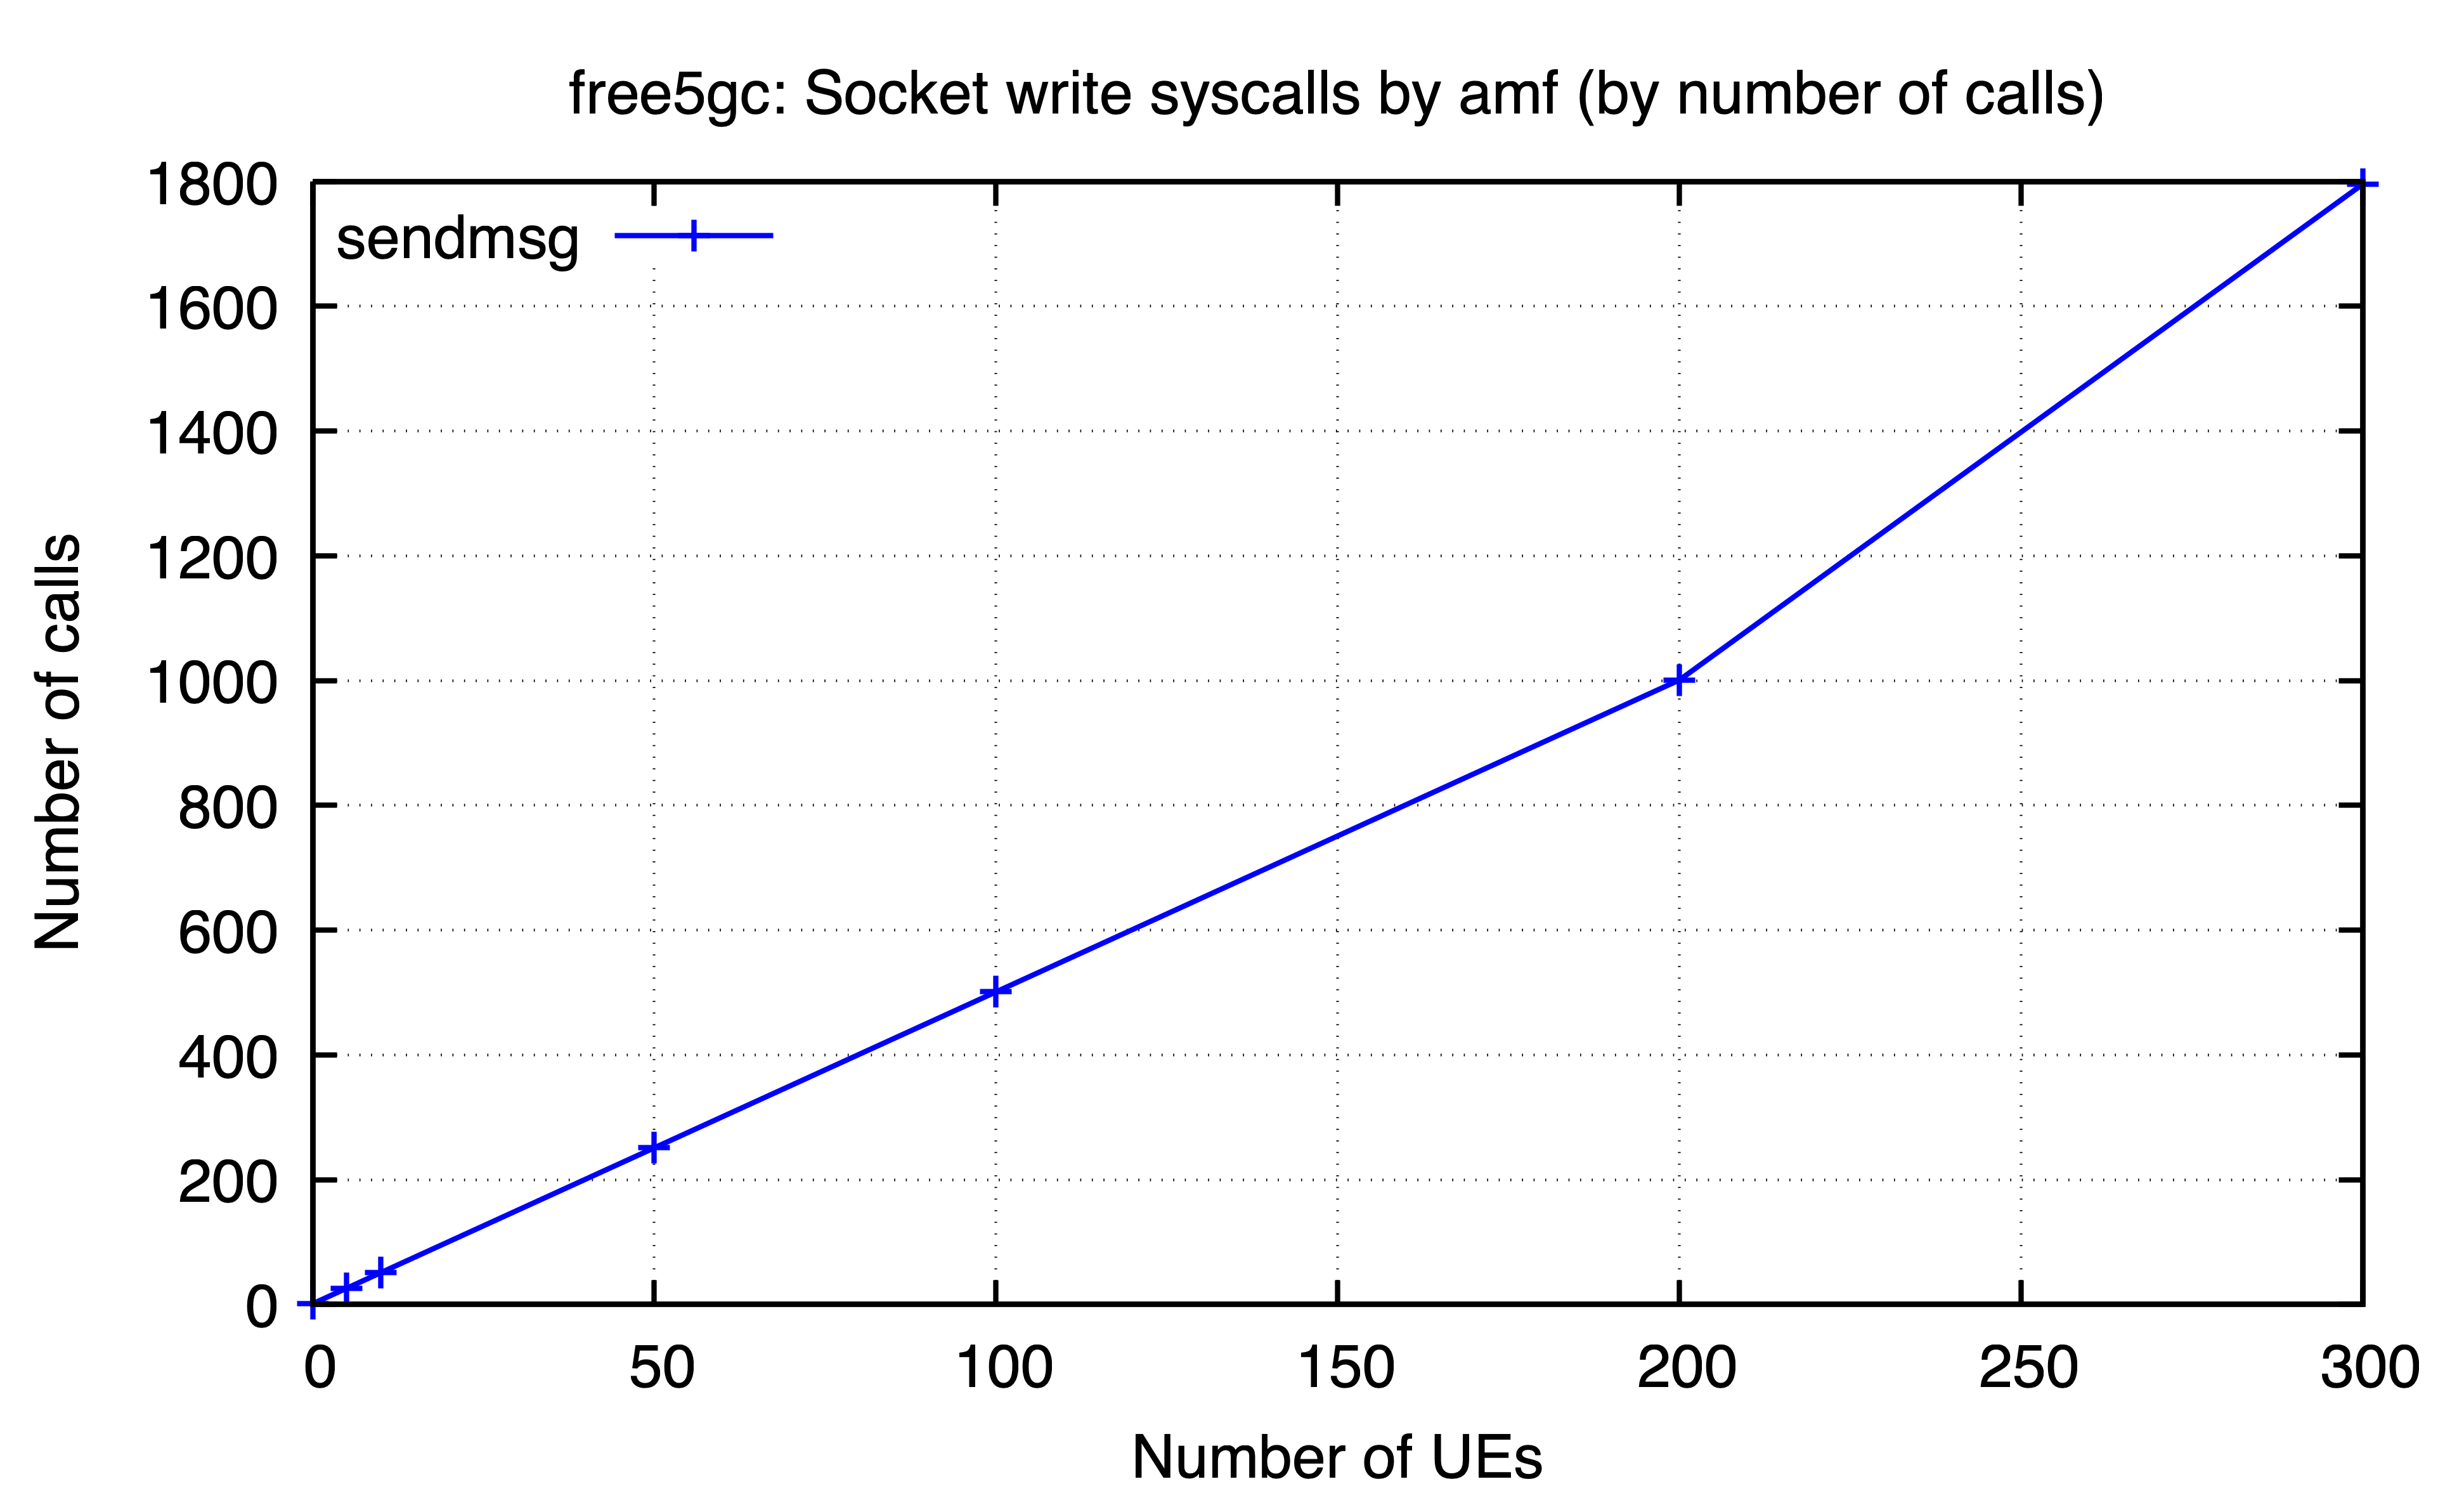 free5gc: Socket write syscalls by amf (by number of calls)
1800
sendmsg
1600
1400
1200
1000
800
600
400
200
0
Number of calls
0 50 100 150 200 250 300
Number of UEs